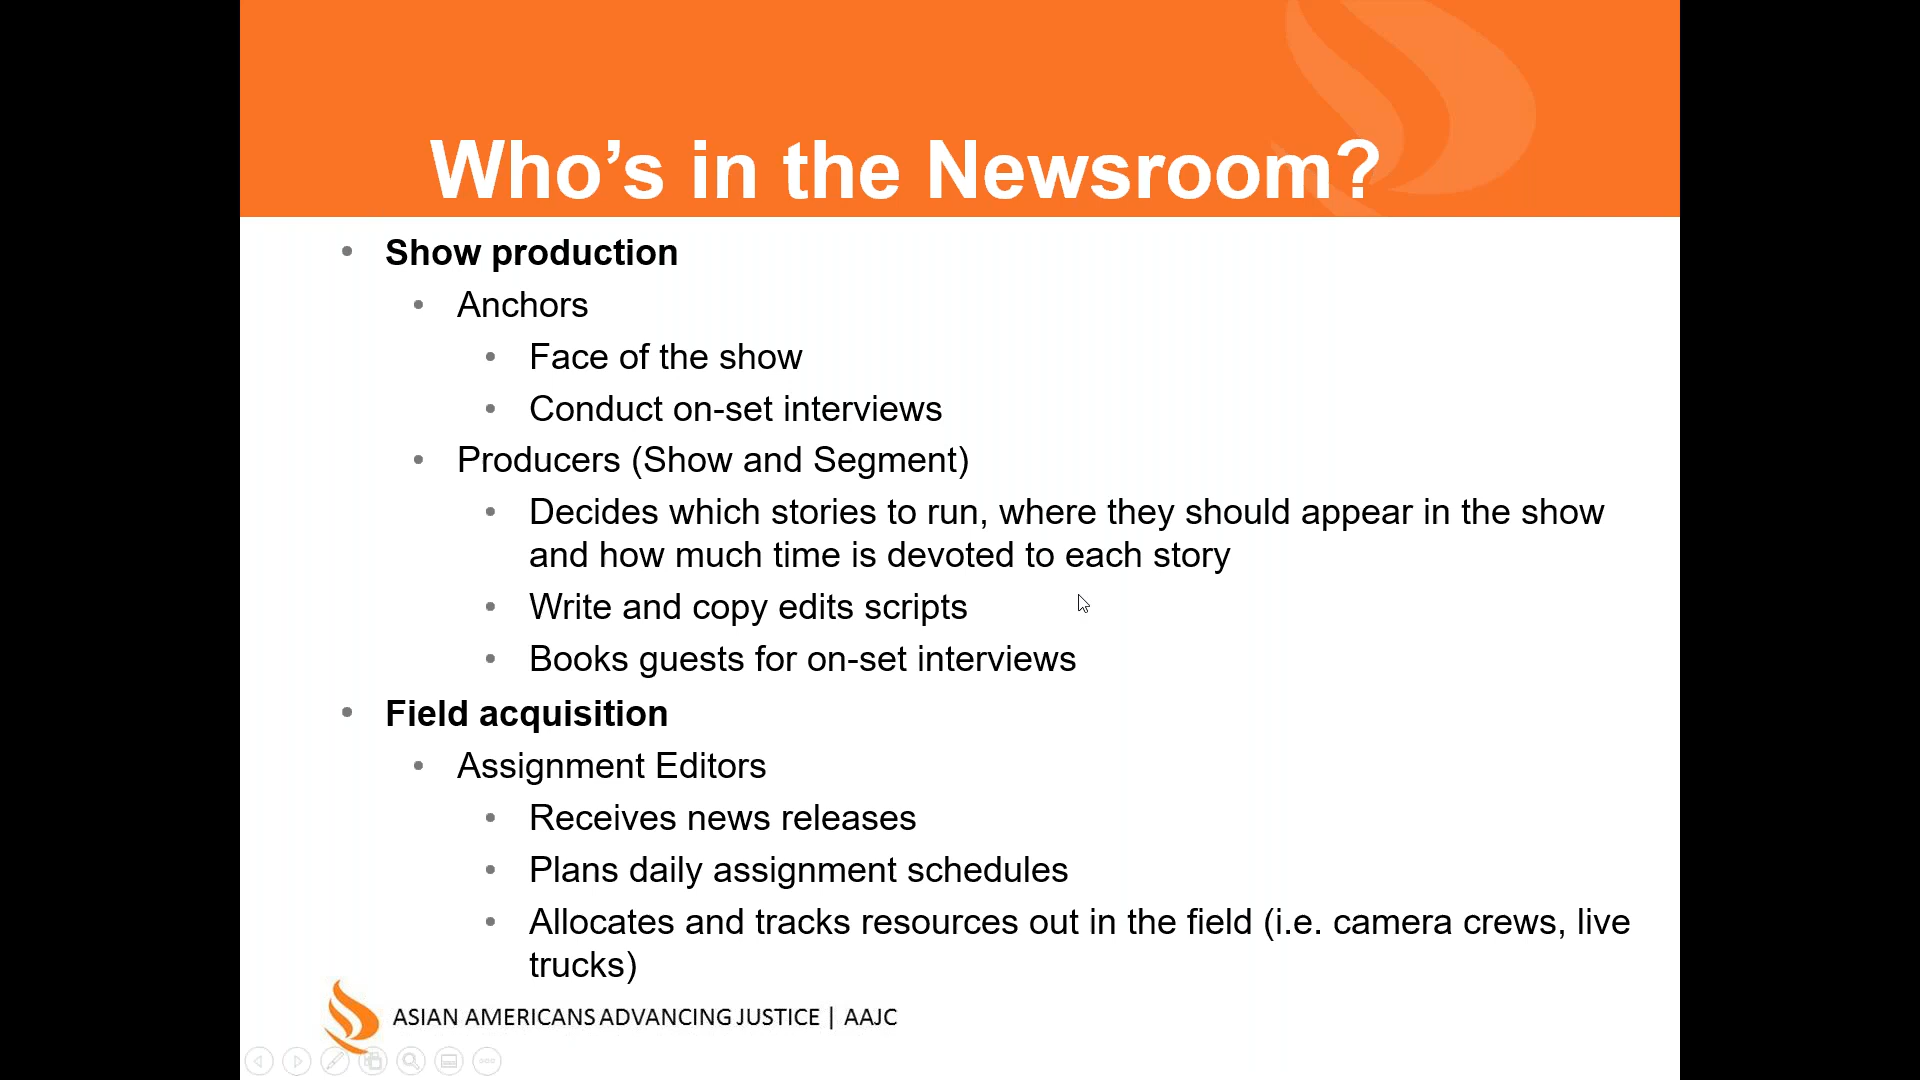 Who’s in the Newsroom?
• Show production
• Anchors
• Face of the show
• Conduct on-set interviews
• Producers (Show and Segment)
• Decides which stories to run, where they should appear in the show
and how much time is devoted to each story
• Write and copy edits scripts
• Books guests for on-set interviews
• Field acquisition
• Assignment Editors
• Receives news releases
• Plans daily assignment schedules
• Allocates and tracks resources out in the field (i.e. camera crews, live
trucks)
ASIAN AMERICANS ADVANCING JUSTICE | AAJC